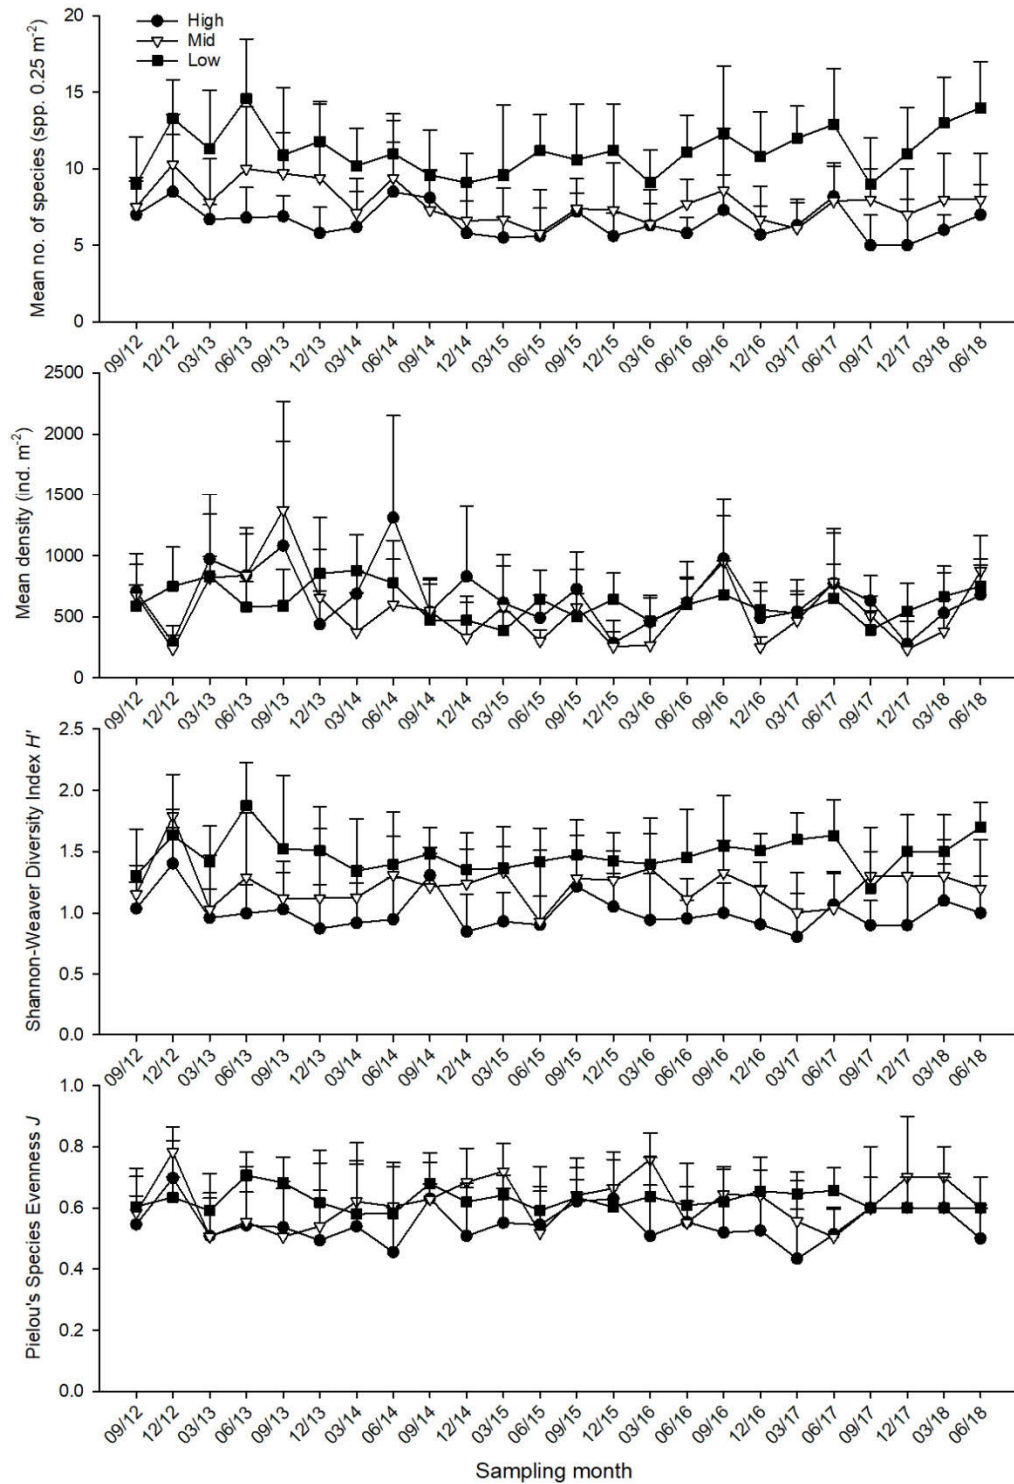 High
Mid
Low
Mean no. of species (spp. 0.25 m⁻²)
20
15
10
5
0
09/12 12/12 03/13 06/13 09/13 12/13 03/14 06/14 09/14 12/14 03/15 06/15 09/15 12/15 03/16 06/16 09/16 12/16 03/17 06/17 09/17 12/17 03/18 06/18
Mean density (ind. m⁻²)
2500
2000
1500
1000
500
0
09/12 12/12 03/13 06/13 09/13 12/13 03/14 06/14 09/14 12/14 03/15 06/15 09/15 12/15 03/16 06/16 09/16 12/16 03/17 06/17 09/17 12/17 03/18 06/18
Shannon-Weaver Diversity Index H'
2.5
2.0
1.5
1.0
0.5
0.0
09/12 12/12 03/13 06/13 09/13 12/13 03/14 06/14 09/14 12/14 03/15 06/15 09/15 12/15 03/16 06/16 09/16 12/16 03/17 06/17 09/17 12/17 03/18 06/18
Pielou's Species Evenness J
1.0
0.8
0.6
0.4
0.2
0.0
09/12 12/12 03/13 06/13 09/13 12/13 03/14 06/14 09/14 12/14 03/15 06/15 09/15 12/15 03/16 06/16 09/16 12/16 03/17 06/17 09/17 12/17 03/18 06/18
Sampling month